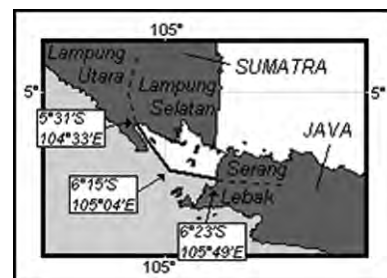 105°
Lampung
Utara
SUMATRA
Lampung
Selatan
5°
5°
5°31'S
104°33'E
JAVA
Serang
6°15'S
105°04'E
Lebak
6°23'S
105°49'E
105°